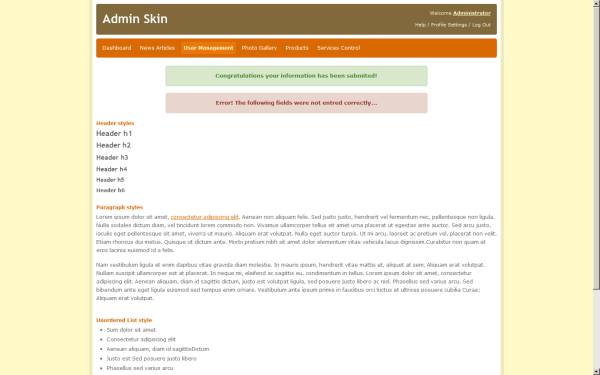 Admin Skin
Welcome Administrator
Help / Profile Settings / Log Out
Dashboard News Articles User Management Photo Gallery Products Services Control
Congratulations your information has been submited!
Error! The following fields were not entred correctly...
Header styles
Header h1
Header h2
Header h3
Header h4
Header h5
Header h6
Paragraph styles
Lorem ipsum dolor sit amet, consectetur adipiscing elit. Aenean non aliquam felis. Sed justo justo, hendrerit vel fermentum nec, pellentesque non ligula.
Nulla sodales dictum diam, vel tincidunt lorem commodo non. Vivamus ullamcorper tellus sit amet urna placerat ut egestas ante auctor. Sed arcu justo,
iaculis eget pellentesque sit amet, viverra ut mauris. Aliquam erat volutpat. Nulla eget auctor turpis. Ut mi arcu, laoreet ac pretium vel, placerat non velit.
Etiam rhoncus dui metus. Quisque ut dictum ante. Morbi pretium nibh sit amet dolor elementum vitae vehicula lacus dignissim.Curabitur non quam et
eros lacinia euismod id a felis.
Nam vestibulum ligula et enim dapibus vitae gravida diam molestie. In mauris ipsum, hendrerit vitae mattis et, aliquet at sem. Aliquam erat volutpat.
Nullam suscipit ullamcorper est at placerat. In neque mi, eleifend ac sagittis eu, condimentum in tellus. Lorem ipsum dolor sit amet, consectetur
adipiscing elit. Aenean aliquam, diam id sagittis dictum, justo est volutpat ligula, sed posuere justo libero ac nisl. Phasellus sed varius arcu. Sed
bibendum ante eget ligula euismod sed tempus enim ornare. Vestibulum ante ipsum primis in faucibus orci luctus et ultrices posuere cubilia Curae;
Aliquam erat volutpat.
Unordered List style
Sum dolor sit amet
Consectetur adipiscing elit
Aenean aliquam, diam id sagittisDictum
Justo est Sed posuere justo libero
Phasellus sed varius arcu